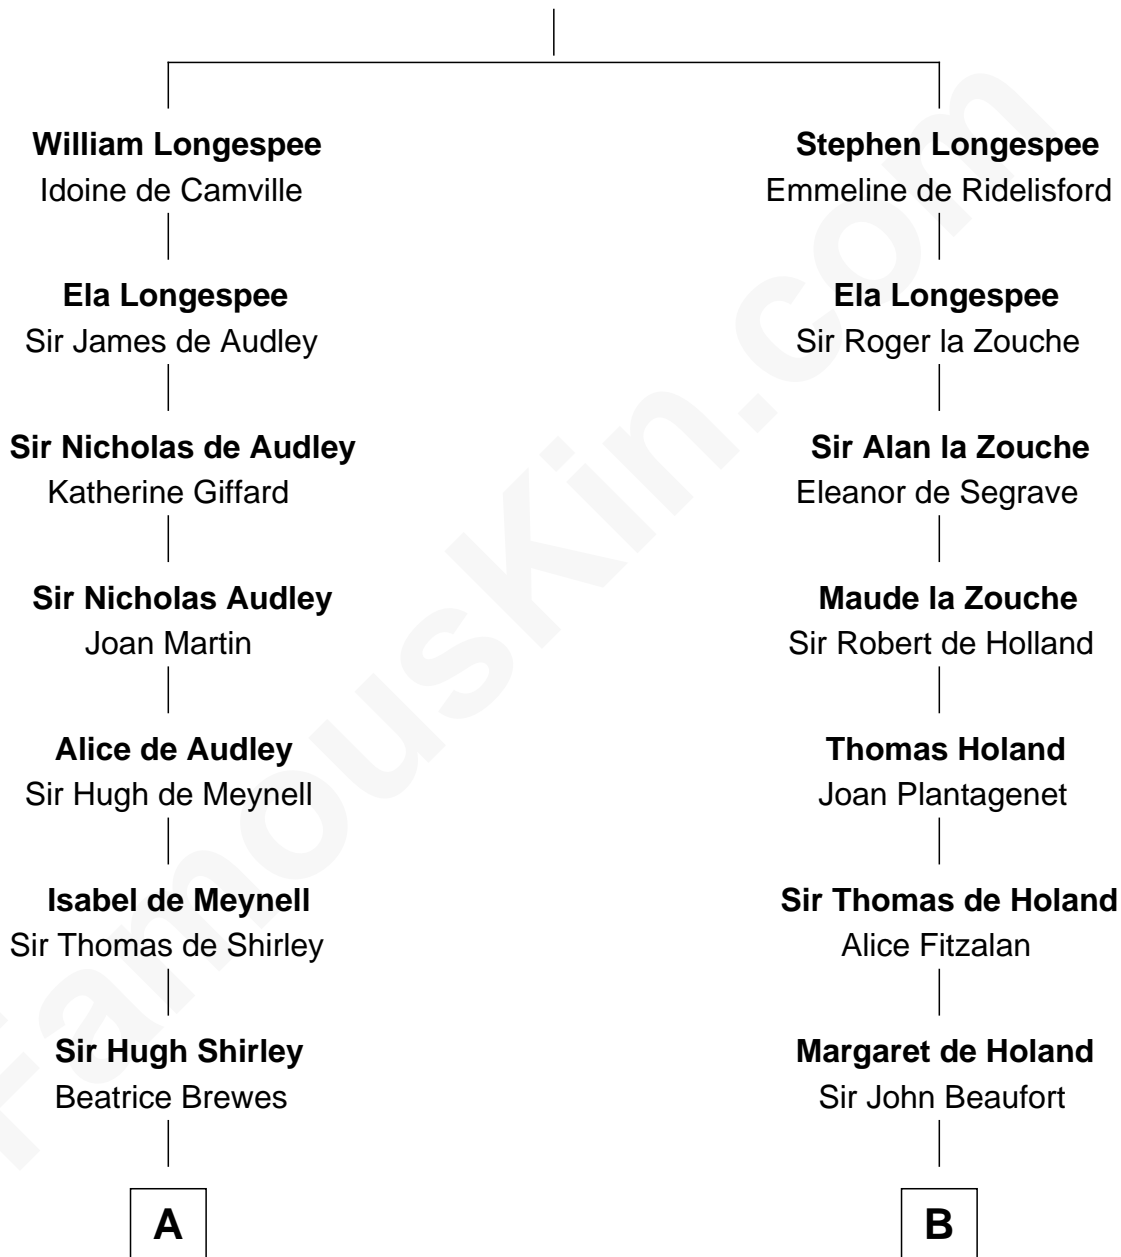 William Longespee
Idoine de Camville
Ela Longespee
Sir James de Audley
Sir Nicholas de Audley
Katherine Giffard
Sir Nicholas Audley
Joan Martin
Alice de Audley
Sir Hugh de Meynell
Isabel de Meynell
Sir Thomas de Shirley
Sir Hugh Shirley
Beatrice Brewes
A
Stephen Longespee
Emmeline de Ridelisford
Ela Longespee
Sir Roger la Zouche
Sir Alan la Zouche
Eleanor de Segrave
Maude la Zouche
Sir Robert de Holland
Thomas Holand
Joan Plantagenet
Sir Thomas de Holand
Alice Fitzalan
Margaret de Holand
Sir John Beaufort
B
FamousKin.com